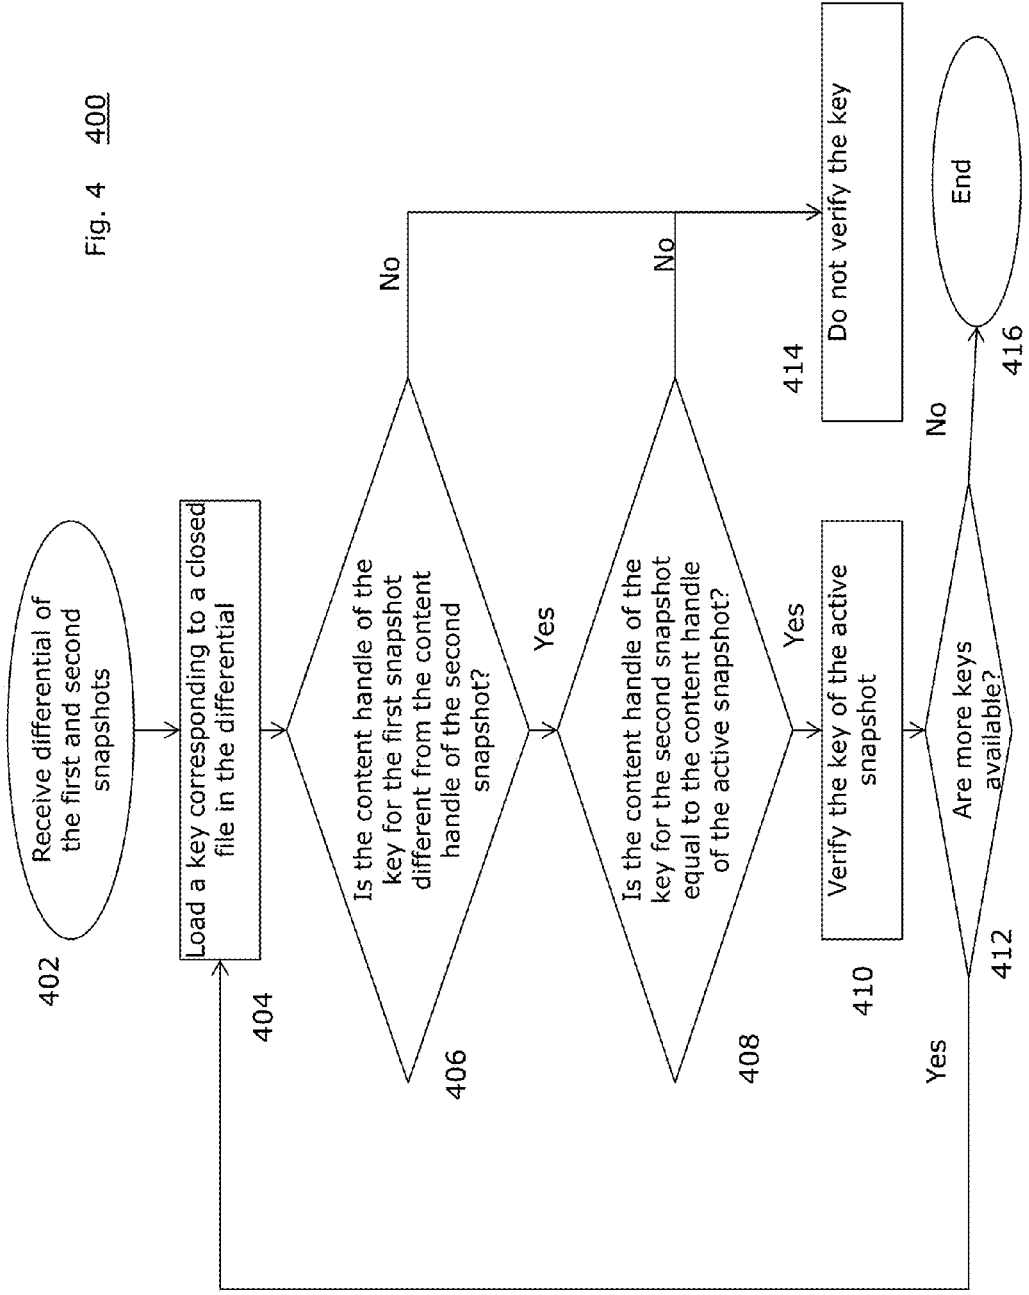 Fig. 4 400
Receive differential of
the first and second
snapshots
402
Load a key corresponding to a closed
file in the differential
404
Is the content handle of the
key for the first snapshot
different from the content
handle of the second
snapshot?
406
No
Yes
Is the content handle of the
key for the second snapshot
equal to the content handle
of the active snapshot?
408
No
Yes
Verify the key of the active
snapshot
410
Do not verify the key
414
Are more keys
available?
412
Yes
No
End
416